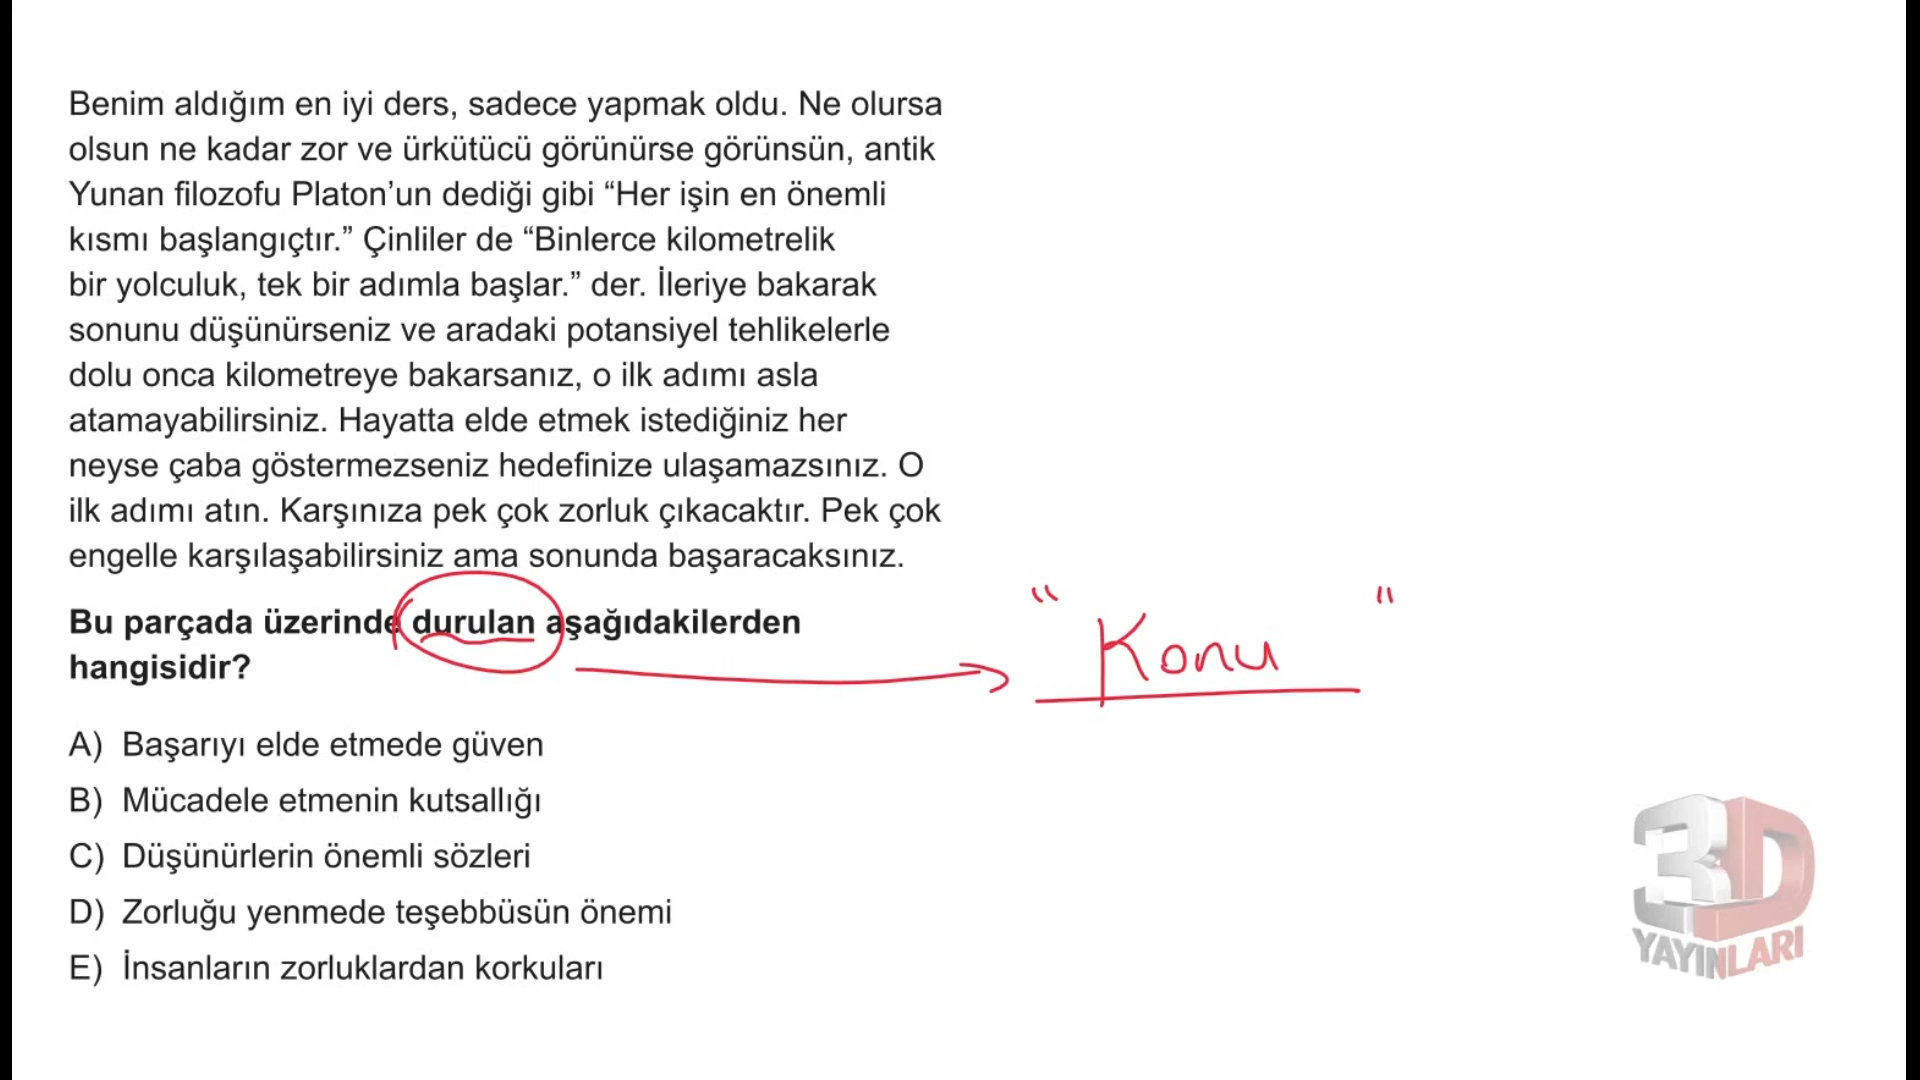 Benim aldığım en iyi ders, sadece yapmak oldu. Ne olursa
olsun ne kadar zor ve ürkütücü görünürse görünsün, antik
Yunan filozofu Platon’un dediği gibi “Her işin en önemli
kısmı başlangıçtır.” Çinliler de “Binlerce kilometrelik
bir yolculuk, tek bir adımla başlar.” der. İleriye bakarak
sonunu düşünürseniz ve aradaki potansiyel tehlikelerle
dolu onca kilometreye bakarsanız, o ilk adımı asla
atamayabilirsiniz. Hayatta elde etmek istediğiniz her
neyse çaba göstermezseniz hedefinize ulaşamazsınız. O
ilk adımı atın. Karşınıza pek çok zorluk çıkacaktır. Pek çok
engelle karşılaşabilirsiniz ama sonunda başaracaksınız.
Bu parçada üzerinde durulan aşağıdakilerden
hangisidir?
"Konu"
A) Başarıyı elde etmede güven
B) Mücadele etmenin kutsallığı
C) Düşünürlerin önemli sözleri
D) Zorluğu yenmede teşebbüsün önemi
E) İnsanların zorluklardan korkuları
3D
YAYINLARI